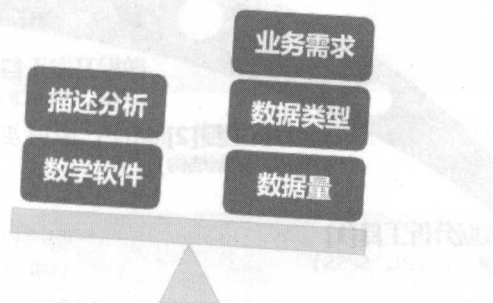 业务需求
描述分析
数据类型
数学软件
数据量